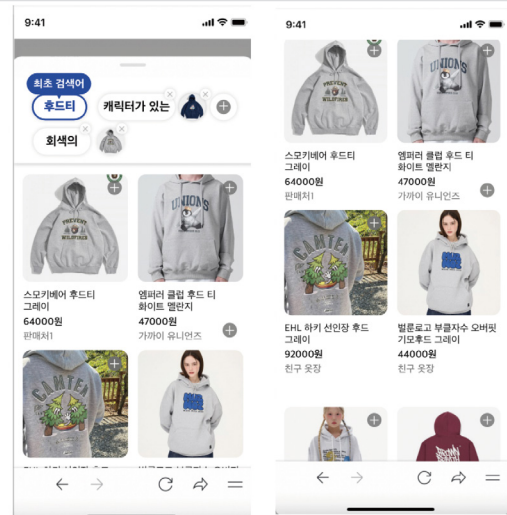 9:41
최초 검색어
후드티
캐릭터가 있는
회색의
PREVENT
WILDFIRES
UNIONS
스모키베어 후드티
그레이
64000원
판매처1
엠퍼러 클럽 후드 티
화이트 멜란지
47000원
가까이 유니언즈
CAMTEN
9:41
PREVENT
WILDFIRES
UNIONS
스모키베어 후드티
그레이
64000원
판매처1
엠퍼러 클럽 후드 티
화이트 멜란지
47000원
가까이 유니언즈
CAMTEN
EHL 하키 선인장 후드
그레이
92000원
친구 옷장
벌룬로고 부클자수 오버핏
기모후드 그레이
44000원
친구 옷장